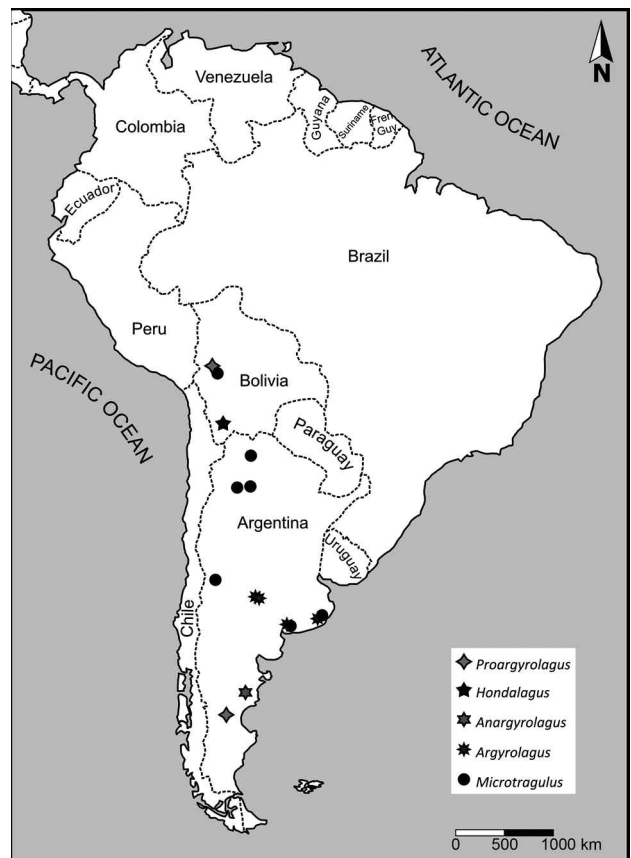 ATLANTIC OCEAN
N
Venezuela
Guyana
Suriname
Fren
Guy
Colombia
Ecuador
Brazil
Peru
PACIFIC OCEAN
Bolivia
Paraguay
Argentina
Uruguay
Chile
Proargyrolagus
Hondalagus
Anargyrolagus
Argyrolagus
Microtragulus
0 500 1000 km